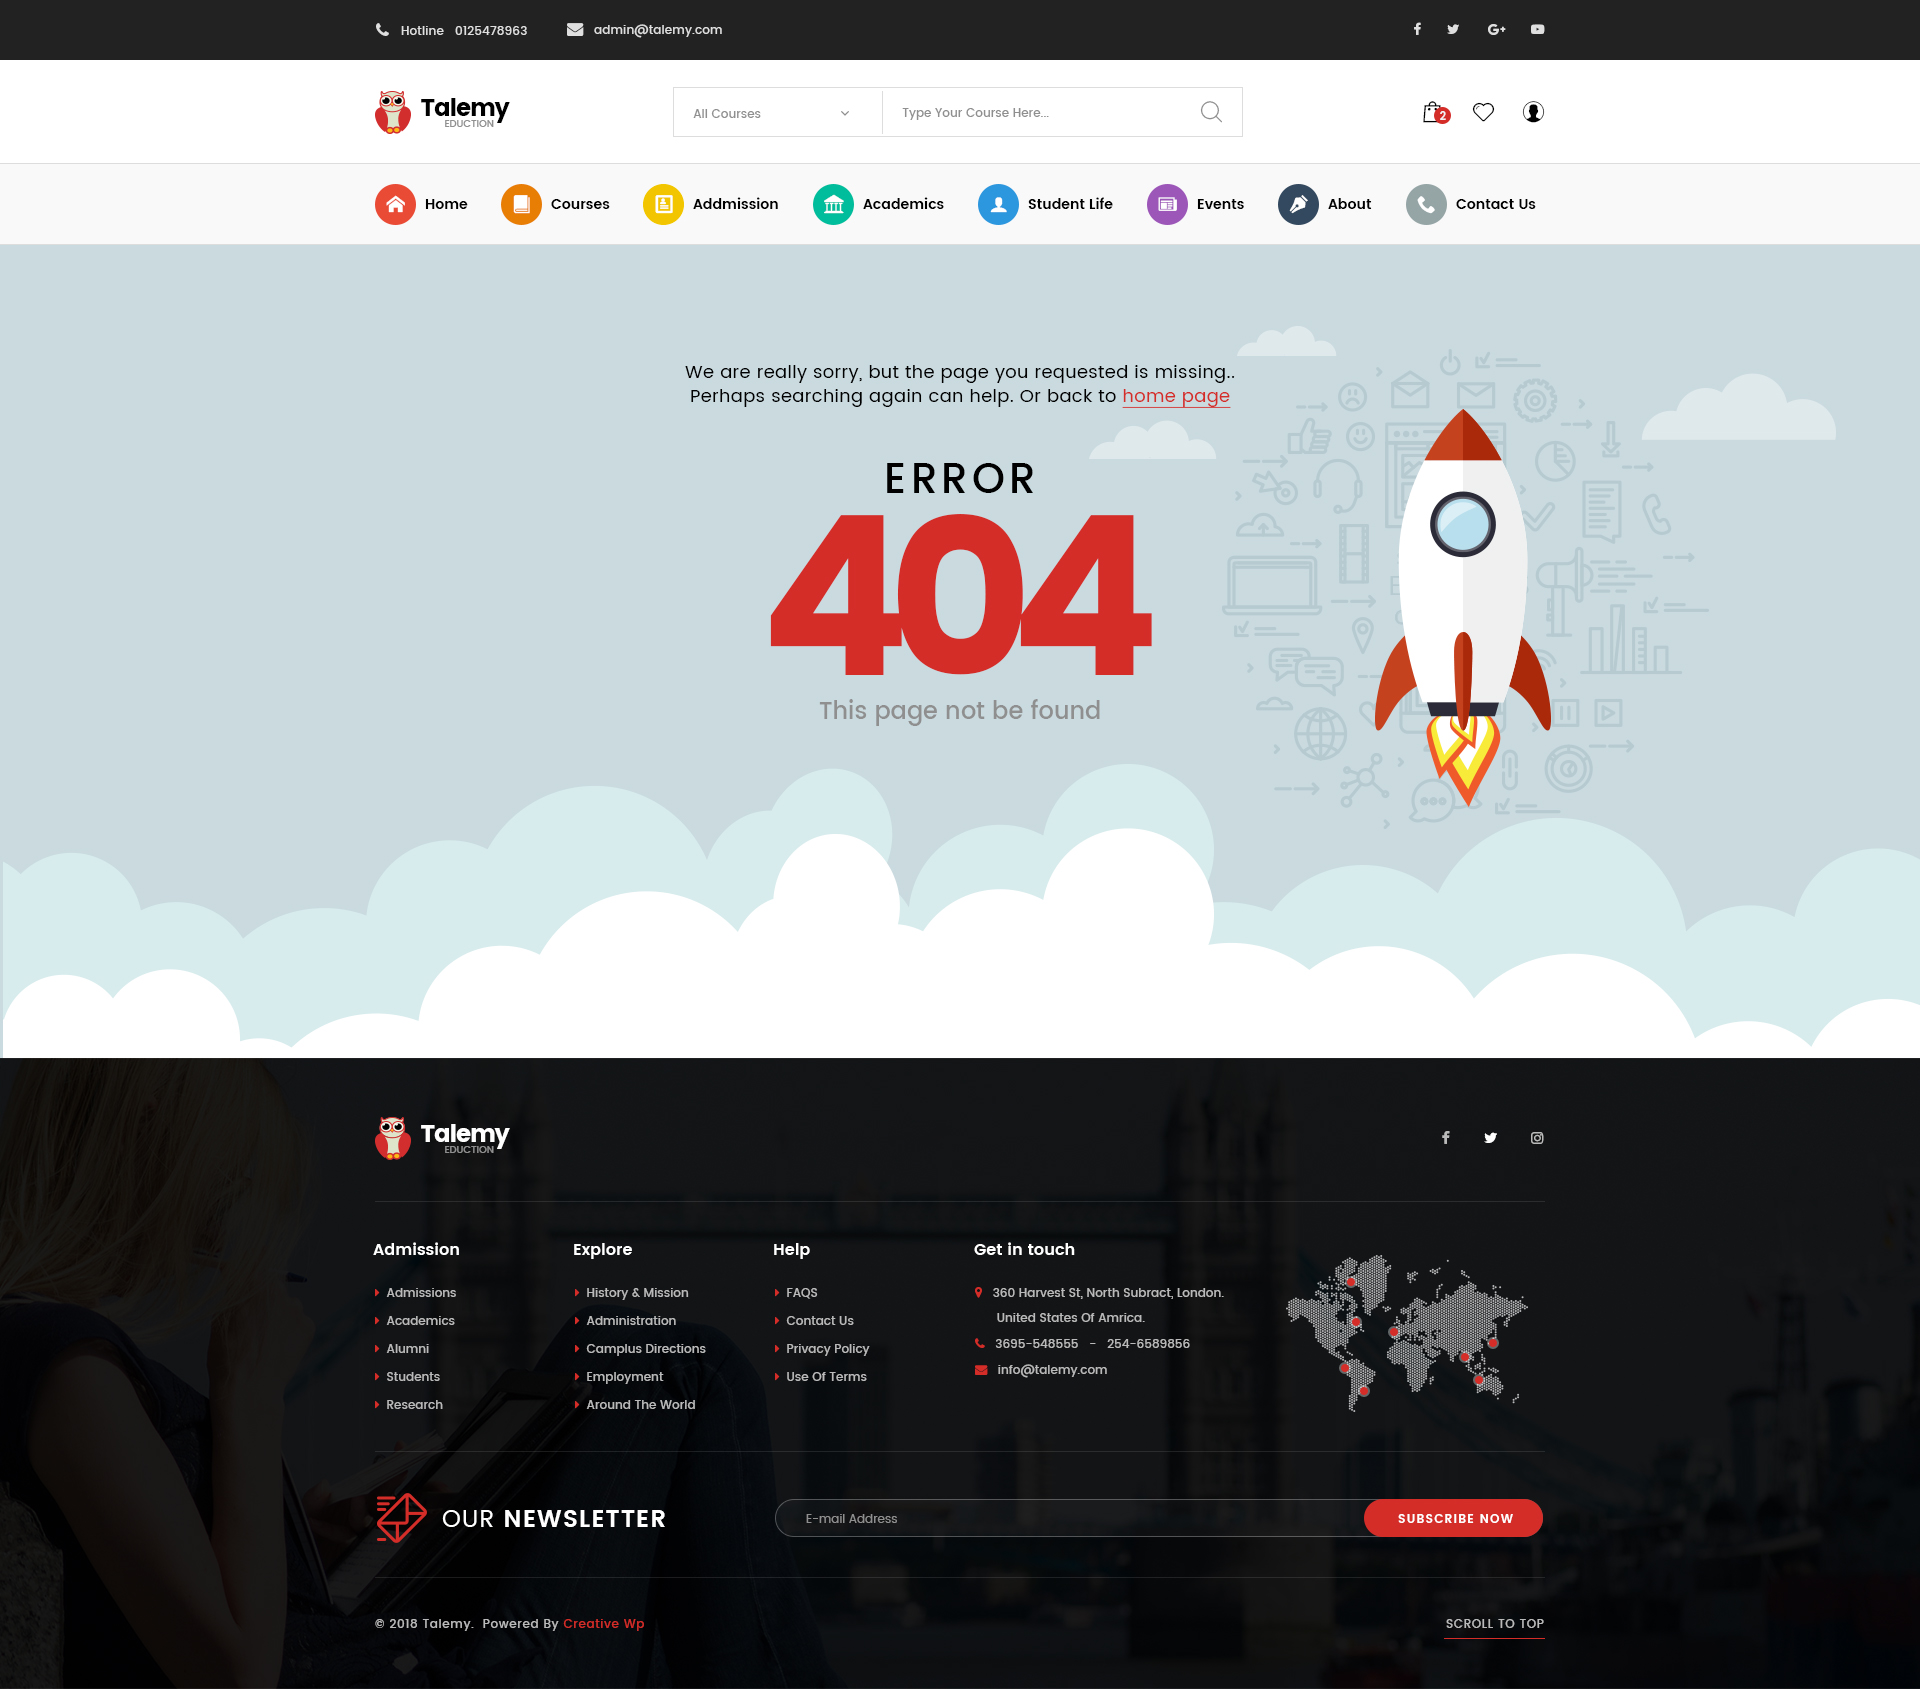 Hotline 0125478963 admin@talemy.com
Talemy
EDUCTION
All Courses Type Your Course Here...
2
Home Courses Addmission Academics Student Life Events About Contact Us
We are really sorry, but the page you requested is missing..
Perhaps searching again can help. Or back to home page
ERROR
404
This page not be found
Talemy
EDUCTION
Admission
Admissions
Academics
Alumni
Students
Research
Explore
History & Mission
Administration
Camplus Directions
Employment
Around The World
Help
FAQS
Contact Us
Privacy Policy
Use Of Terms
Get in touch
360 Harvest St, North Subract, London.
United States Of Amrica.
3695-548555 - 254-6589856
info@talemy.com
OUR NEWSLETTER
E-mail Address
SUBSCRIBE NOW
© 2018 Talemy. Powered By Creative Wp
SCROLL TO TOP